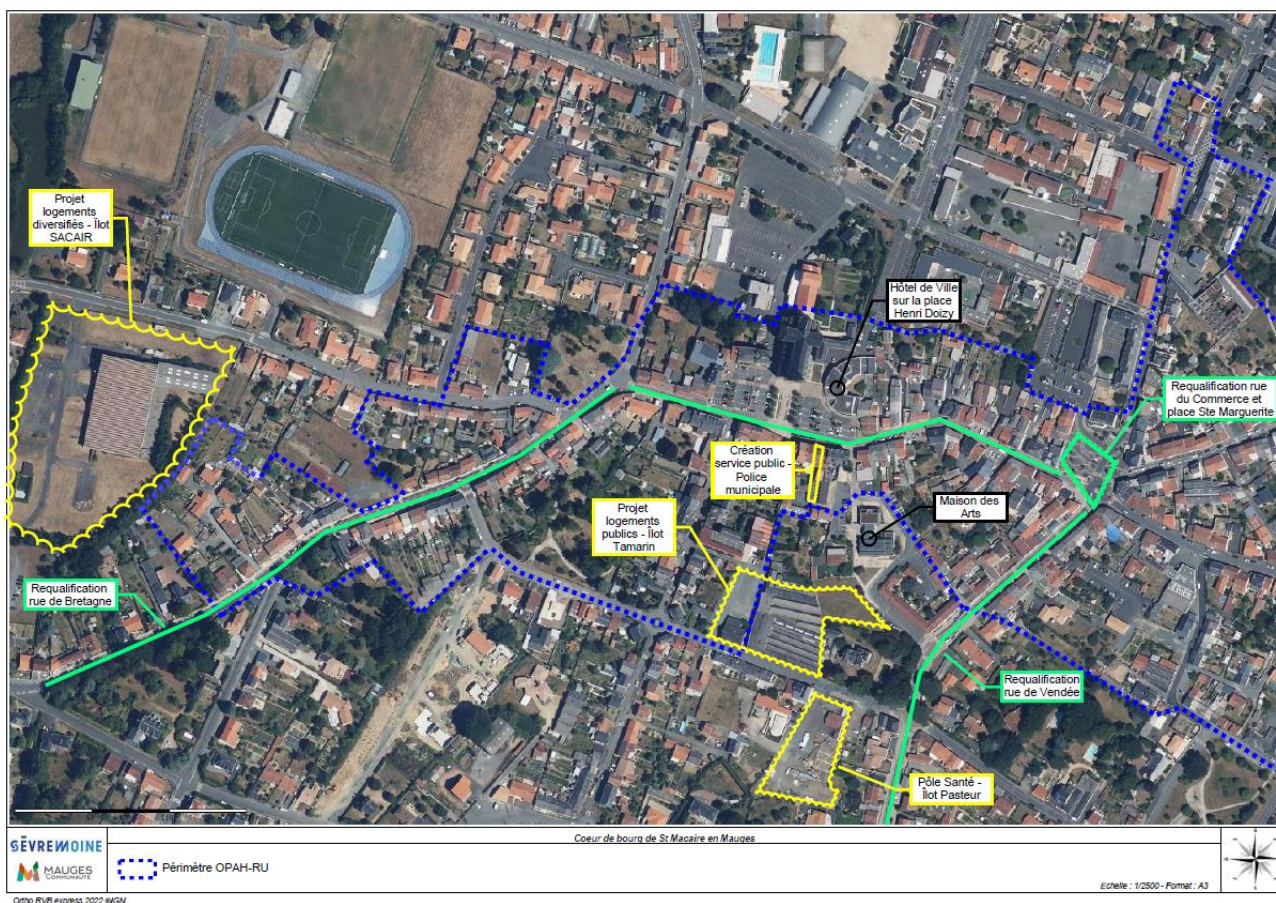 Projet
logements
diversifiés - Îlot
SACAIR
Hôtel de Ville
sur la place
Henri Doizy
Requalification rue
du Commerce et
place Ste Marguerite
Création
service public -
Police
municipale
Maison des
Arts
Projet
logements
publics - Îlot
Tamarin
Requalification
rue de Bretagne
Requalification
rue de Vendée
Pôle Santé -
Îlot Pasteur
Coeur de bourg de St Macaire en Mauges
SÈVREMOINE
MAUGES
COMMUNAUTÉ
Périmètre OPAH-RU
Echelle : 1/2500 - Format : A3
Ortho RVB express 2022 @IGN